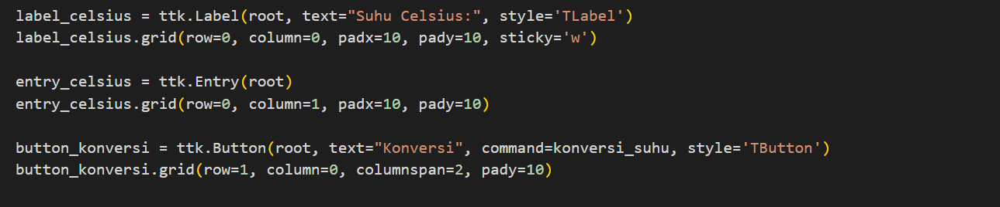 label_celsius = ttk.Label(root, text="Suhu Celsius:", style='TLabel')
label_celsius.grid(row=0, column=0, padx=10, pady=10, sticky='w')
entry_celsius = ttk.Entry(root)
entry_celsius.grid(row=0, column=1, padx=10, pady=10)
button_konversi = ttk.Button(root, text="Konversi", command=konversi_suhu, style='TButton')
button_konversi.grid(row=1, column=0, columnspan=2, pady=10)